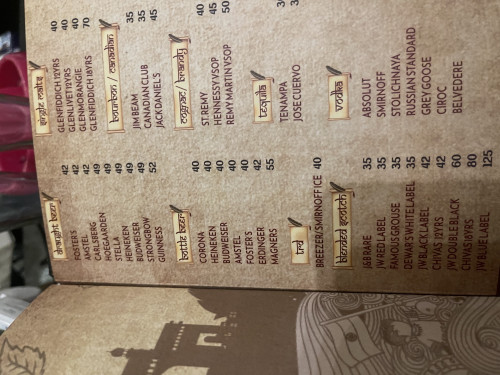 draught beer
FOSTER'S 42
AMSTEL 42
CARLSBERG 42
HOEGAARDEN 49
STELLA 49
HEINEKEN 49
BUDWEISER 49
STRONGBOW 49
GUINNESS 52
bottle beer
CORONA 40
HEINEKEN 40
BUDWEISER 40
AMSTEL 40
FOSTER'S 40
ERDINGER 42
MAGNERS 55
trd
BREEZER/SMIRNOFF ICE 40
blended scotch
J&B RARE 35
JW RED LABEL 35
FAMOUS GROUSE 35
DEWAR'S WHITE LABEL 35
JW BLACK LABEL 42
CHIVAS 12YRS 42
JW DOUBLE BLACK 60
CHIVAS 18YRS 80
JW BLUE LABEL 125
single malts
GLENFIDDICH 12YRS 40
GLENLIVET 12YRS 40
GLENMORANGIE 40
GLENFIDDICH 18YRS 70
bourbon / canadian
JIM BEAM 35
CANADIAN CLUB 35
JACK DANIEL'S 45
cognac/ brandy
ST.REMY 40
HENNESSY VSOP 45
REMY MARTIN VSOP 50
tequila
TENAMPA
JOSE CUERVO
vodka
ABSOLUT
SMIRNOFF
STOLICHNAYA
RUSSIAN STANDARD
GREY GOOSE
CIROC
BELVEDERE